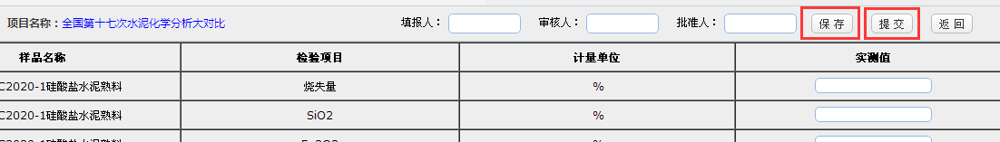 项目名称：全国第十七次水泥化学分析大对比 填报人： 审核人： 批准人： 保 存 提 交 返 回
样品名称 检验项目 计量单位 实测值
C2020-1硅酸盐水泥熟料 烧失量 %
C2020-1硅酸盐水泥熟料 SiO2 %